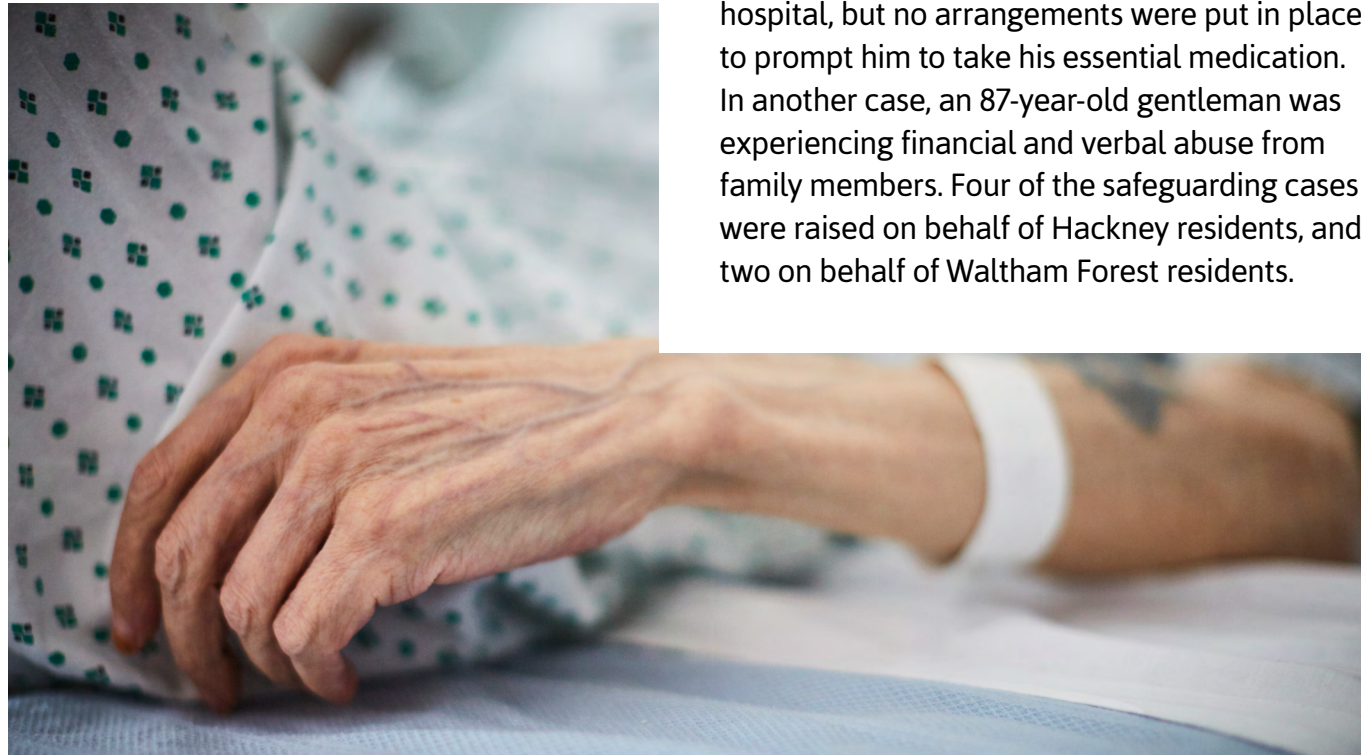 hospital, but no arrangements were put in place
to prompt him to take his essential medication.
In another case, an 87-year-old gentleman was
experiencing financial and verbal abuse from
family members. Four of the safeguarding cases
were raised on behalf of Hackney residents, and
two on behalf of Waltham Forest residents.